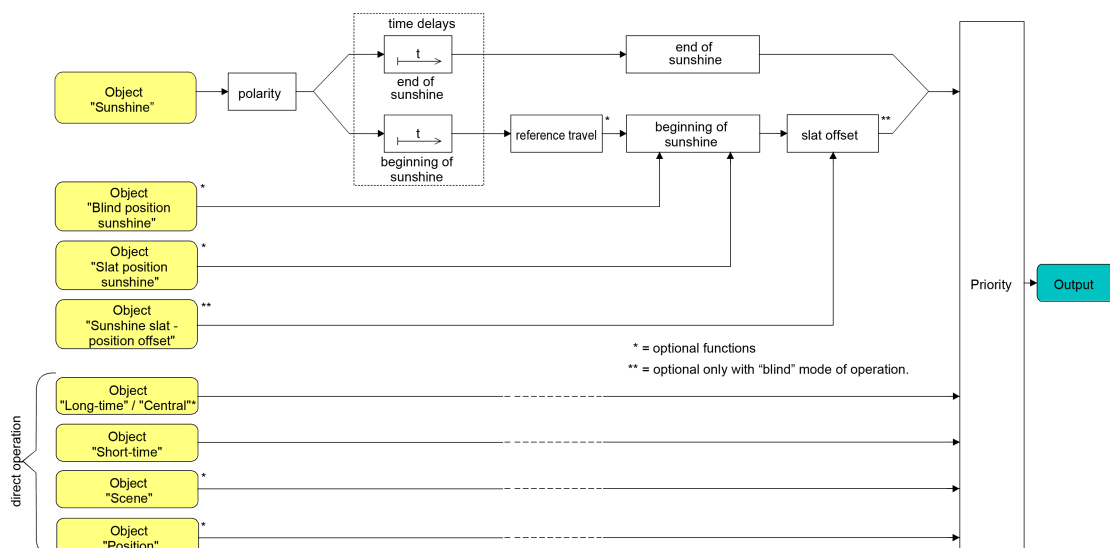 time delays
t
end of
sunshine
end of
sunshine
Object
"Sunshine"
polarity
t
beginning of
sunshine
reference travel
*
beginning of
sunshine
slat offset
**
Object
"Blind position
sunshine"
*
Object
"Slat position
sunshine"
*
Object
"Sunshine slat -
position offset"
**
Priority
Output
* = optional functions
** = optional only with “blind” mode of operation.
direct operation
Object
"Long-time" / "Central"*
Object
"Short-time"
Object
"Scene"
*
Object
"Position"
*